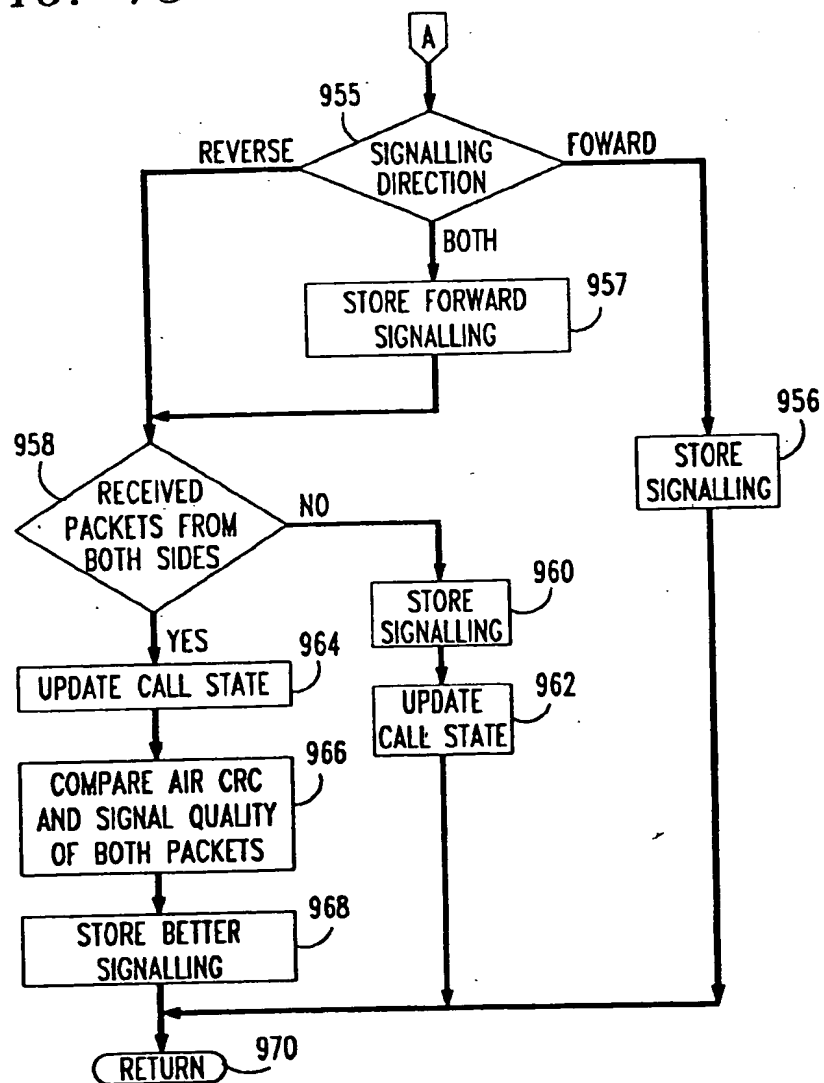 A
955
REVERSE
SIGNALLING
DIRECTION
FOWARD
BOTH
STORE FORWARD
SIGNALLING
957
956
STORE
SIGNALLING
958
RECEIVED
PACKETS FROM
BOTH SIDES
NO
960
STORE
SIGNALLING
YES
964
UPDATE CALL STATE
962
UPDATE
CALL STATE
966
COMPARE AIR CRC
AND SIGNAL QUALITY
OF BOTH PACKETS
968
STORE BETTER
SIGNALLING
RETURN
970